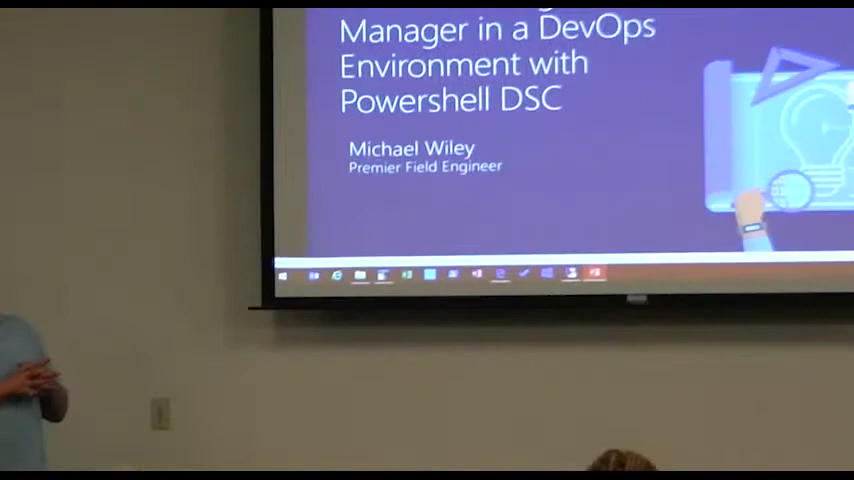 Manager in a DevOps
Environment with
Powershell DSC
Michael Wiley
Premier Field Engineer